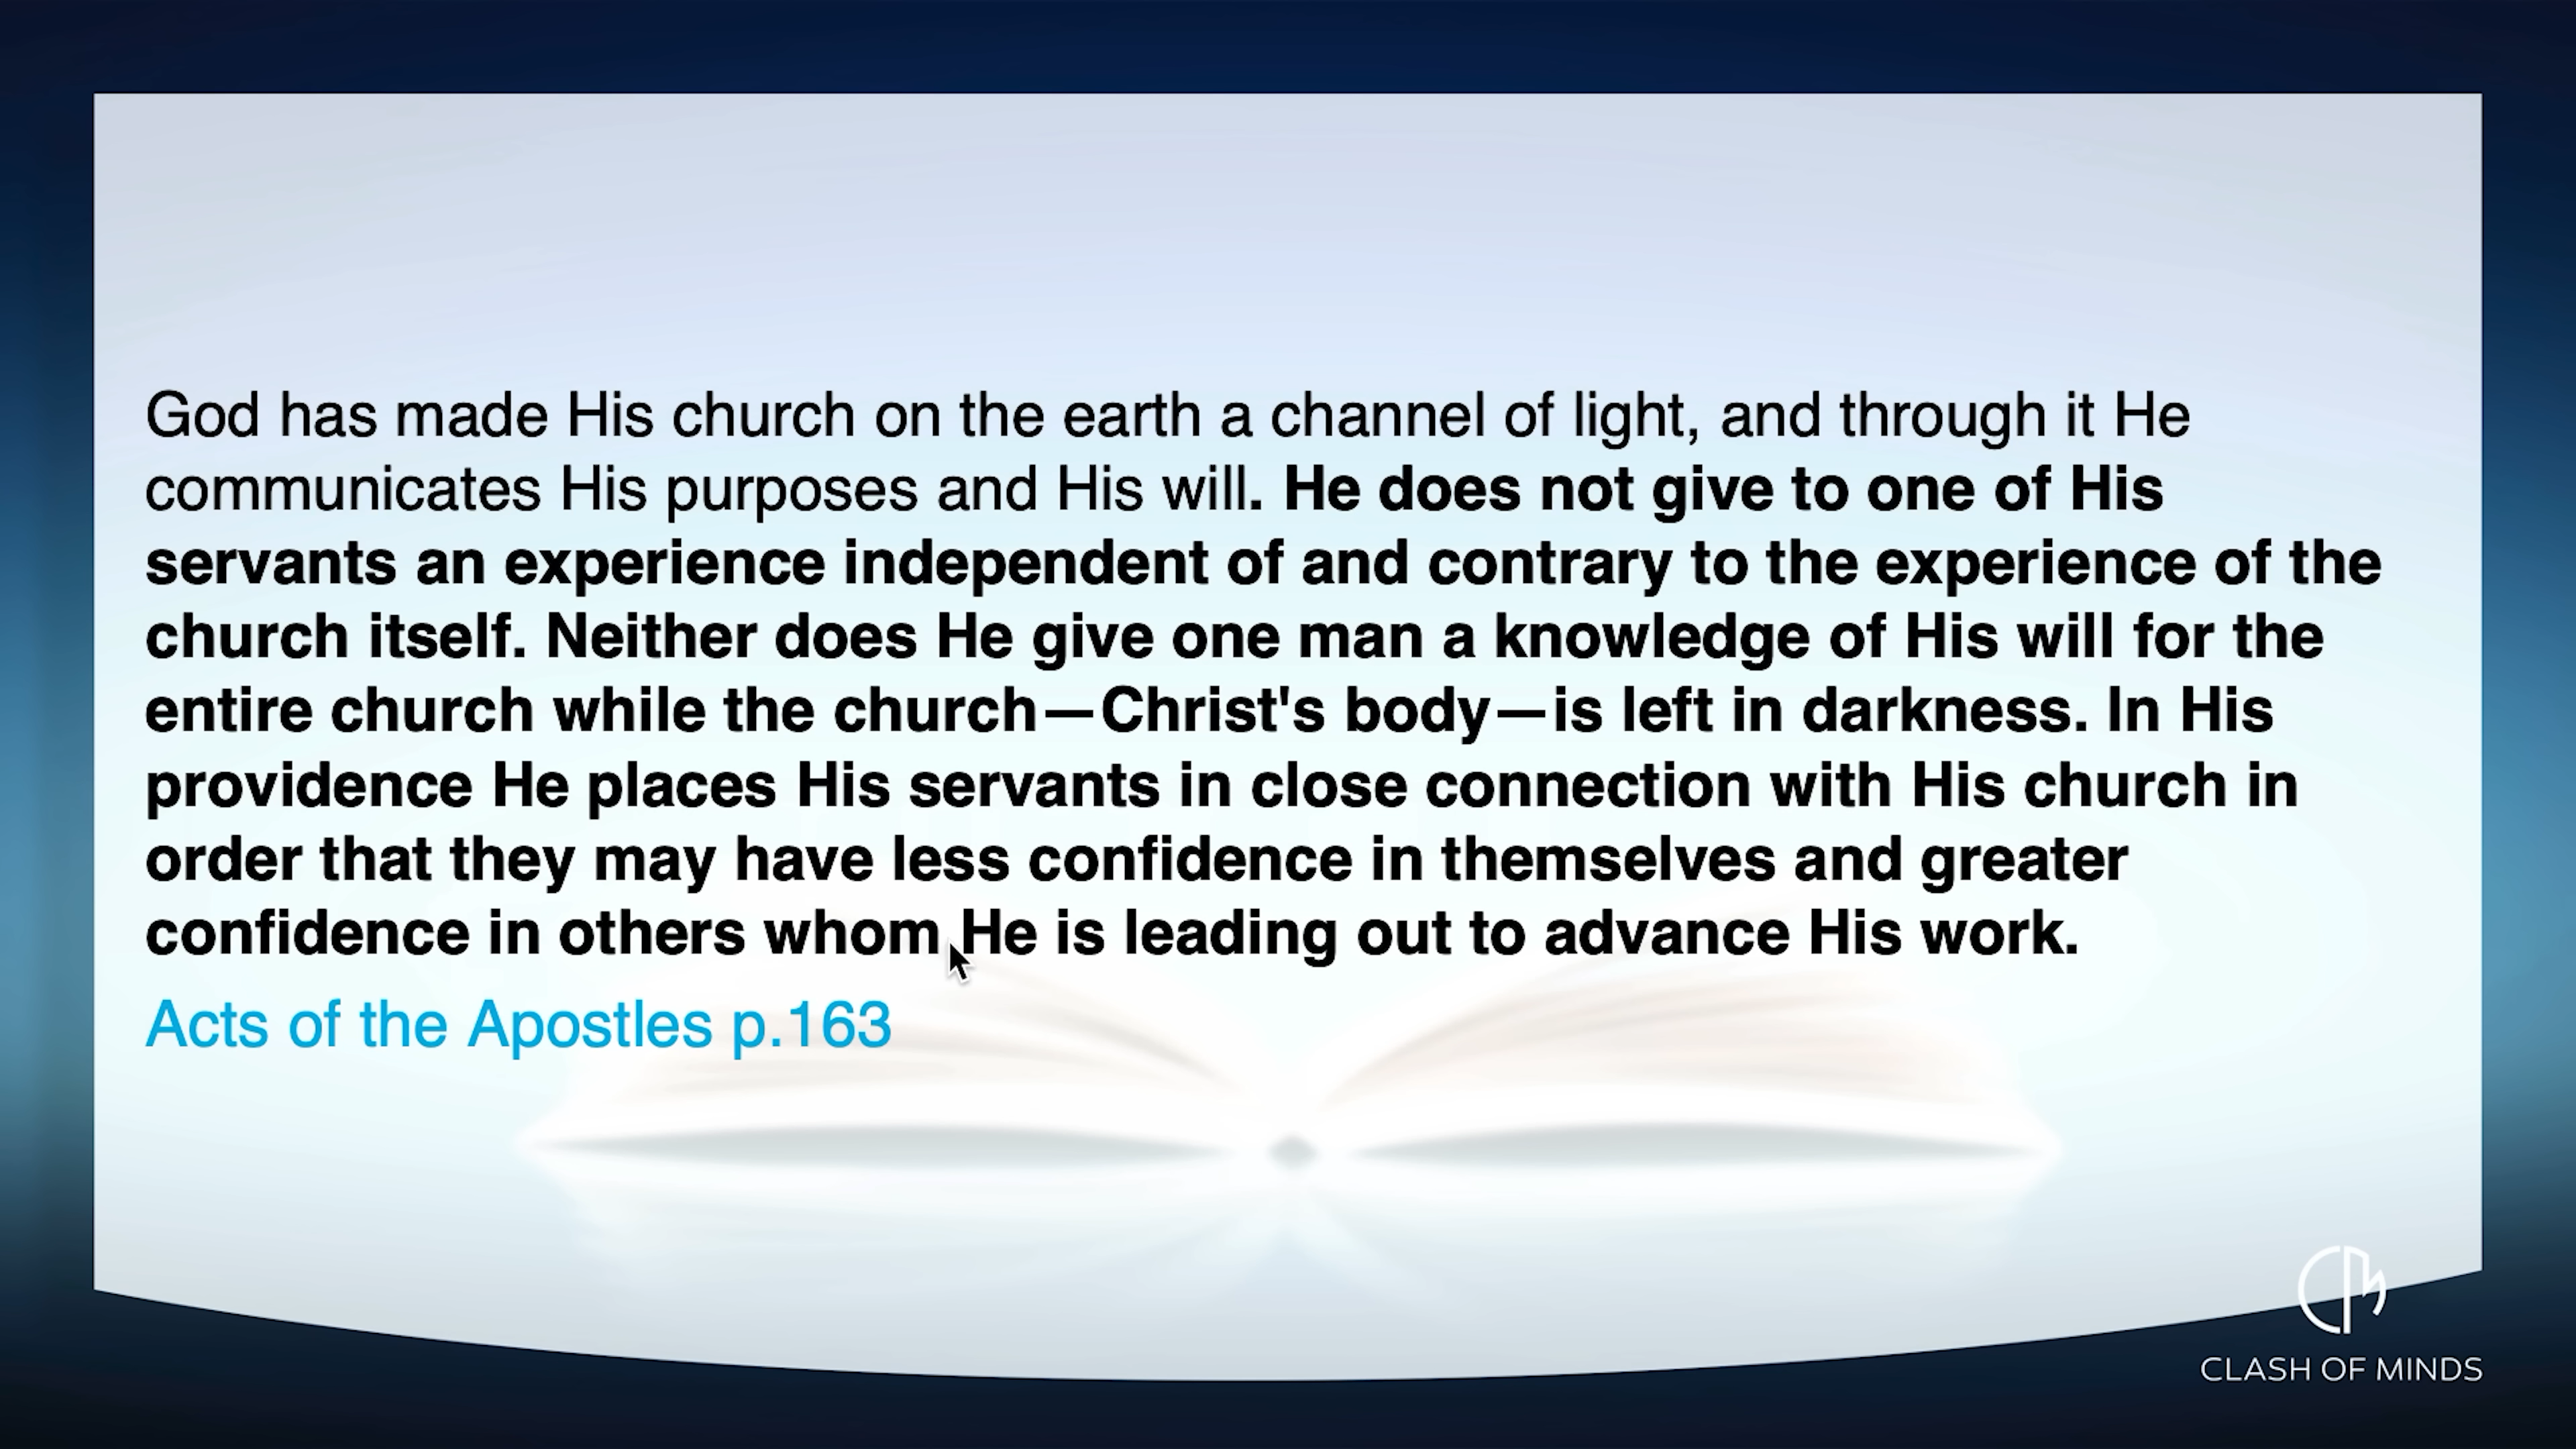 God has made His church on the earth a channel of light, and through it He
communicates His purposes and His will. He does not give to one of His
servants an experience independent of and contrary to the experience of the
church itself. Neither does He give one man a knowledge of His will for the
entire church while the church—Christ's body—is left in darkness. In His
providence He places His servants in close connection with His church in
order that they may have less confidence in themselves and greater
confidence in others whom He is leading out to advance His work.
Acts of the Apostles p.163
CLASH OF MINDS